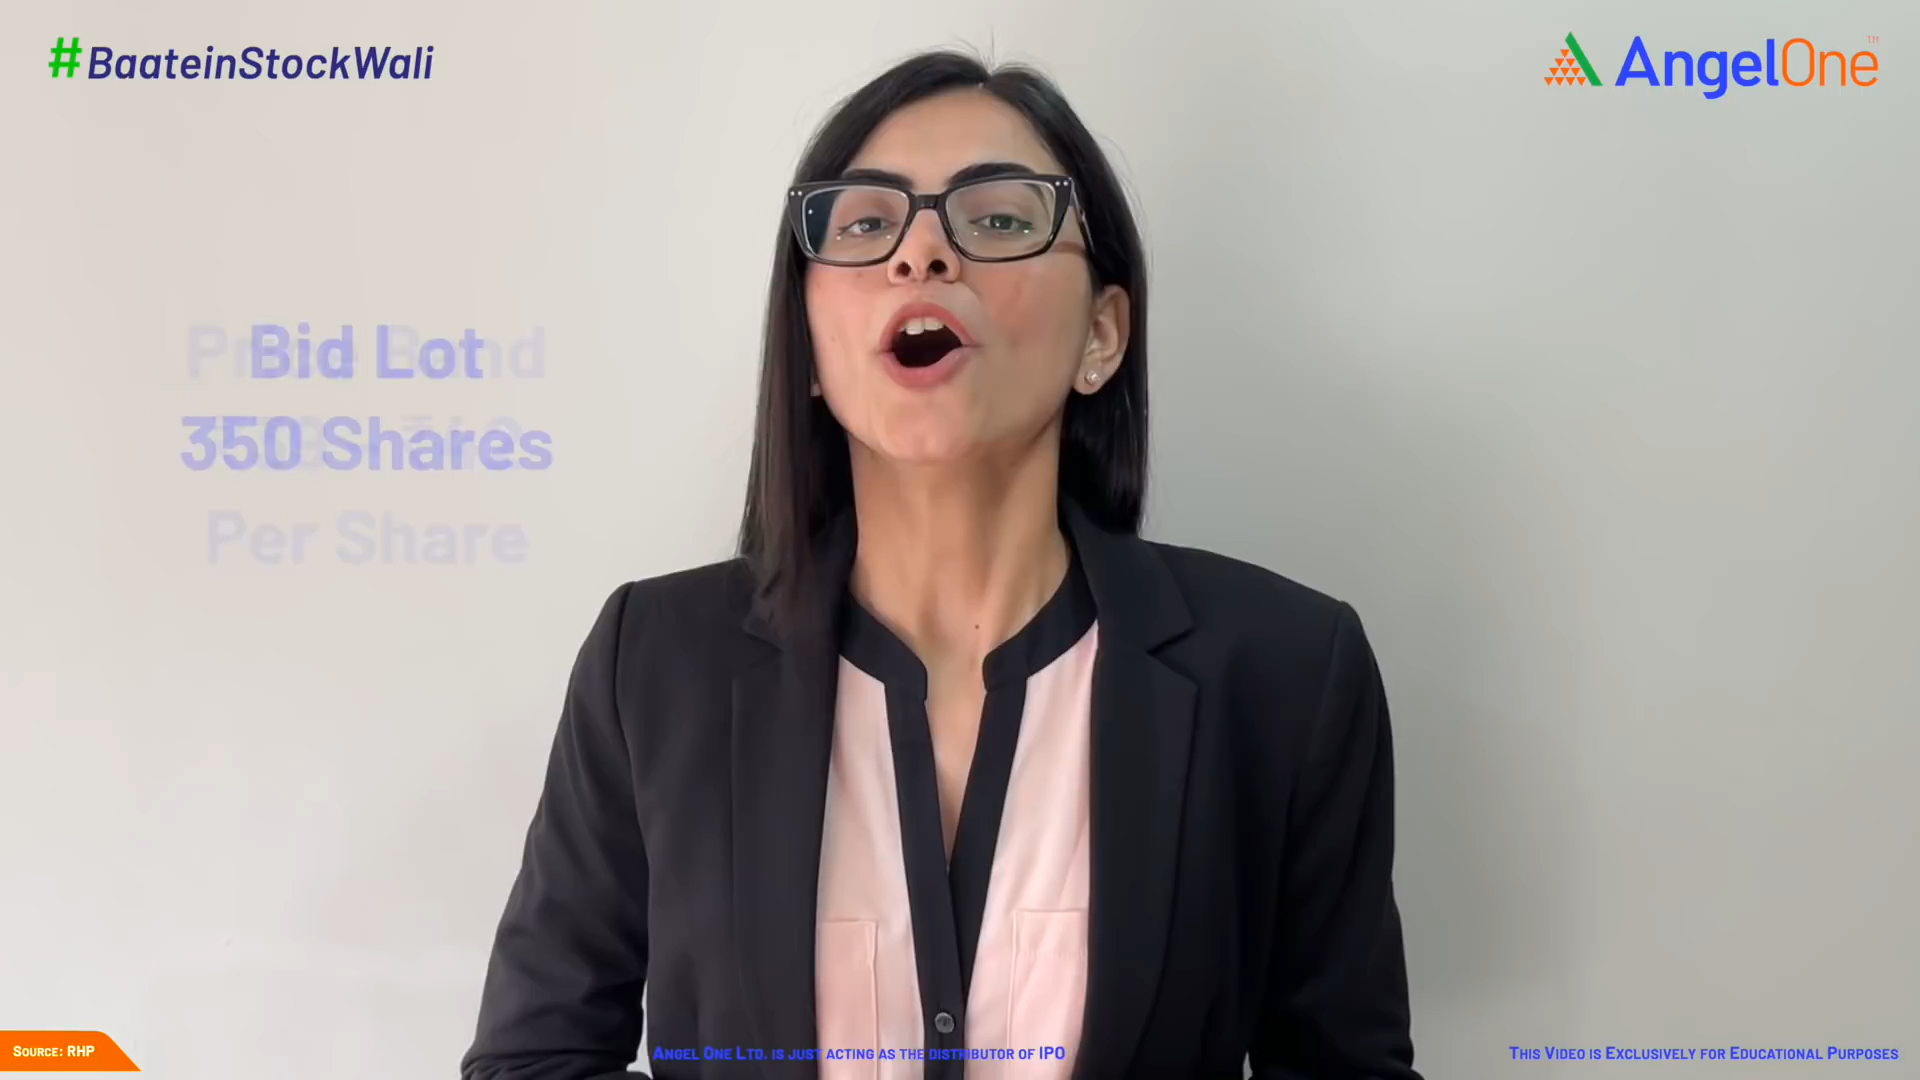 #BaateinStockWali
AngelOne™
Bid Lot
350 Shares
Per Share
SOURCE: RHP
ANGEL ONE LTD. IS JUST ACTING AS THE DISTRIBUTOR OF IPO
THIS VIDEO IS EXCLUSIVELY FOR EDUCATIONAL PURPOSES